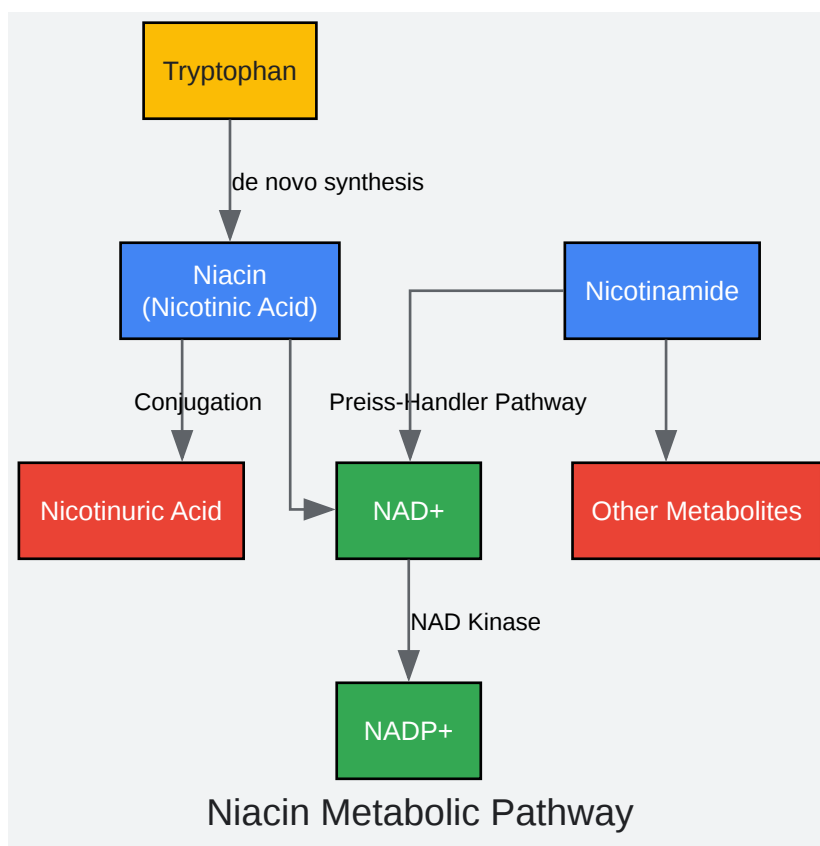 Tryptophan
de novo synthesis
Niacin
(Nicotinic Acid)
Nicotinamide
Conjugation
Preiss-Handler Pathway
Nicotinuric Acid
NAD+
Other Metabolites
NAD Kinase
NADP+
Niacin Metabolic Pathway